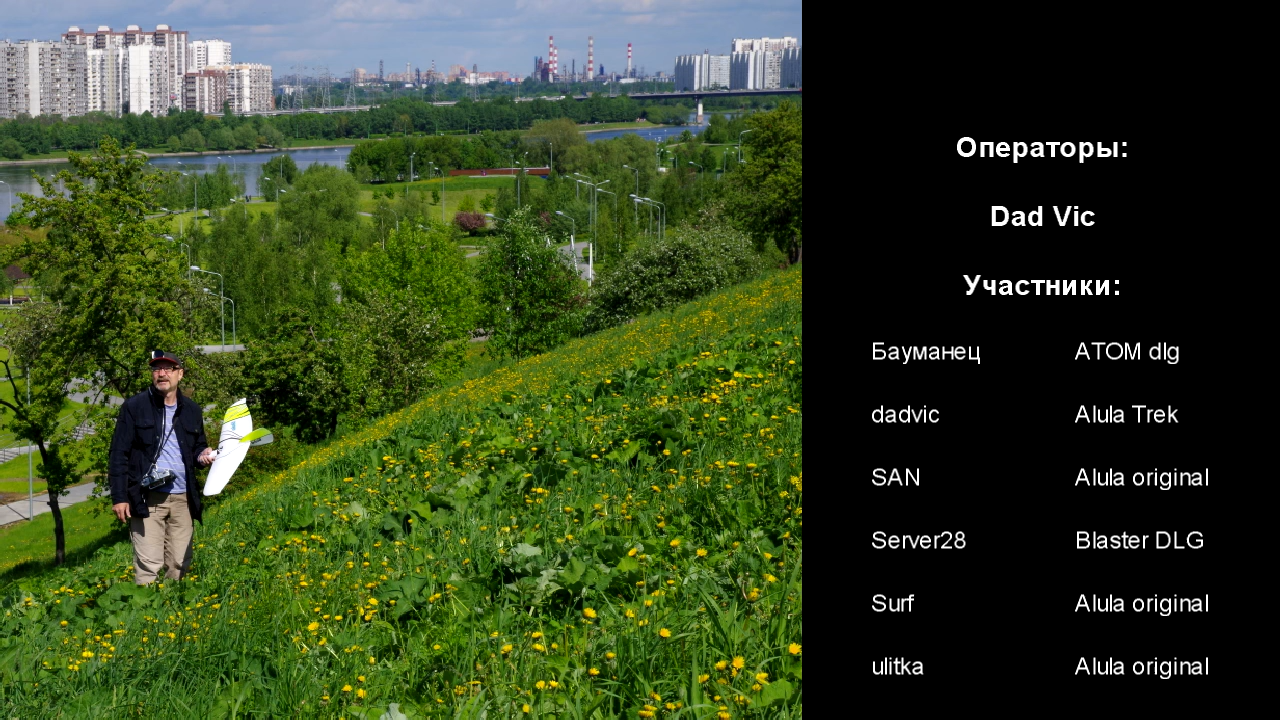 Операторы:
Dad Vic
Участники:
Бауманец ATOM dlg
dadvic Alula Trek
SAN Alula original
Server28 Blaster DLG
Surf Alula original
ulitka Alula original